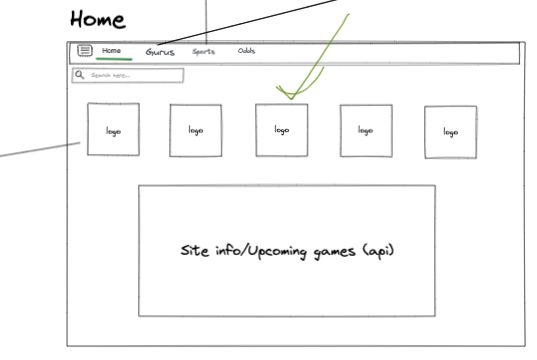 Home
Home Gurus Sports Odds
Search here...
logo logo logo logo logo
Site info/Upcoming games (api)